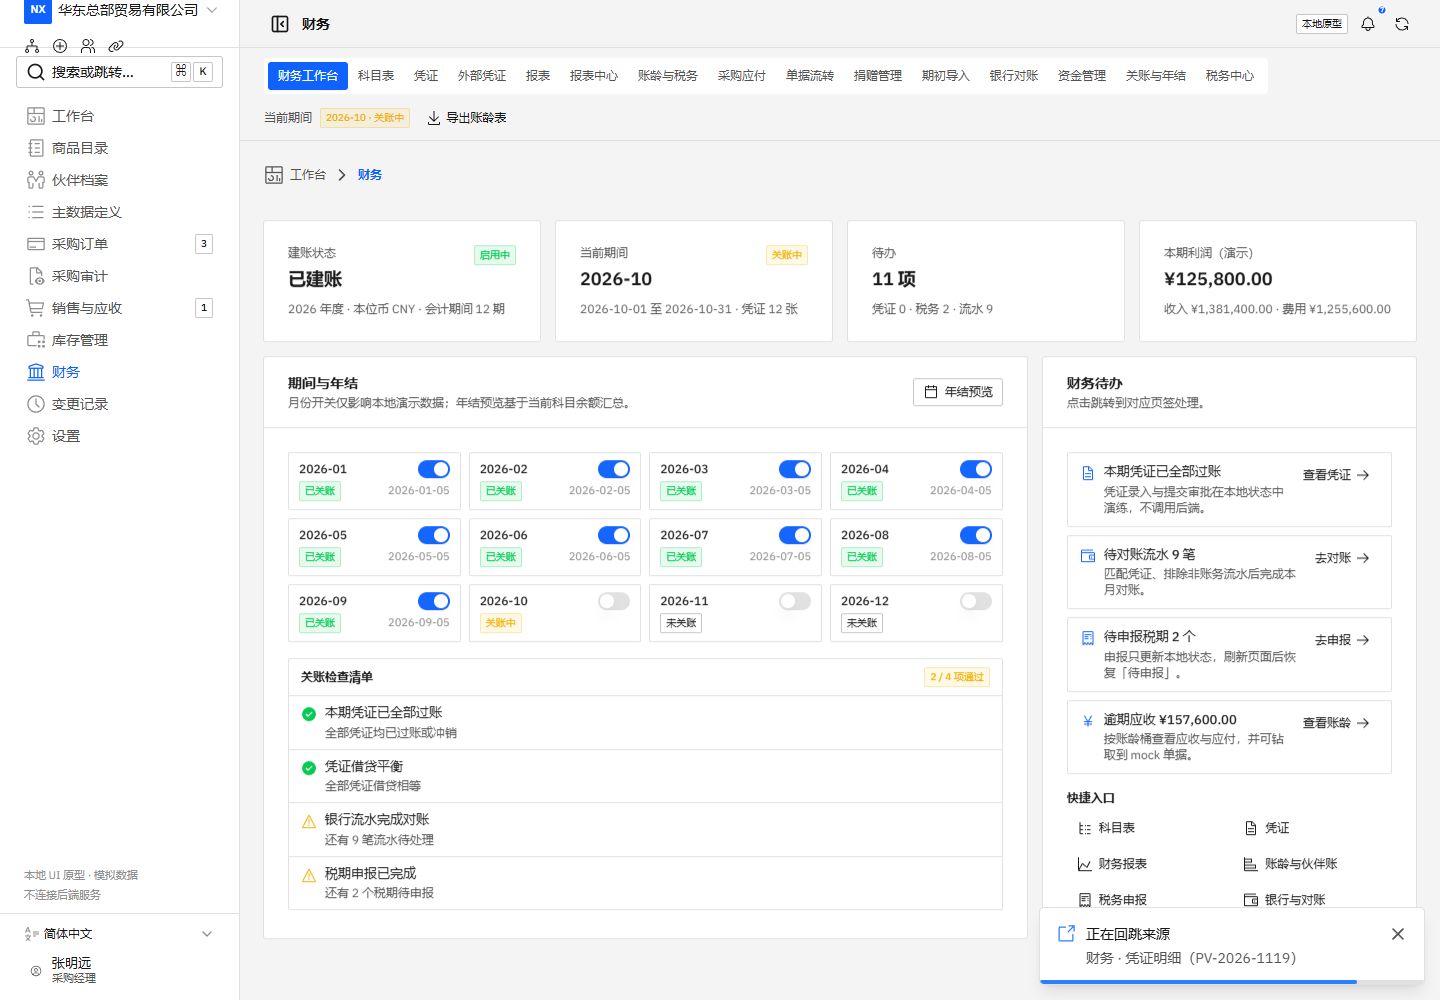 NX 华东总部贸易有限公司
搜索或跳转... ⌘ K
工作台
商品目录
伙伴档案
主数据定义
采购订单 3
采购审计
销售与应收 1
库存管理
财务
变更记录
设置
本地 UI 原型 · 模拟数据
不连接后端服务
简体中文
张明远
采购经理
财务
本地原型
?
财务工作台 科目表 凭证 外部凭证 报表 报表中心 账龄与税务 采购应付 单据流转 捐赠管理 期初导入 银行对账 资金管理 关账与年结 税务中心
当前期间 2026-10 · 关账中 导出账龄表
工作台 财务
建账状态 启用中
已建账
2026 年度 · 本位币 CNY · 会计期间 12 期
当前期间 关账中
2026-10
2026-10-01 至 2026-10-31 · 凭证 12 张
待办
11 项
凭证 0 · 税务 2 · 流水 9
本期利润（演示）
¥125,800.00
收入 ¥1,381,400.00 · 费用 ¥1,255,600.00
期间与年结
月份开关仅影响本地演示数据；年结预览基于当前科目余额汇总。
年结预览
2026-01
已关账 2026-01-05
2026-02
已关账 2026-02-05
2026-03
已关账 2026-03-05
2026-04
已关账 2026-04-05
2026-05
已关账 2026-05-05
2026-06
已关账 2026-06-05
2026-07
已关账 2026-07-05
2026-08
已关账 2026-08-05
2026-09
已关账 2026-09-05
2026-10
关账中
2026-11
未关账
2026-12
未关账
关账检查清单 2 / 4 项通过
本期凭证已全部过账
全部凭证均已过账或冲销
凭证借贷平衡
全部凭证借贷相等
银行流水完成对账
还有 9 笔流水待处理
税期申报已完成
还有 2 个税期待申报
财务待办
点击跳转到对应页签处理。
本期凭证已全部过账 查看凭证
凭证录入与提交审批在本地状态中
演练，不调用后端。
待对账流水 9 笔 去对账
匹配凭证、排除非账务流水后完成本
月对账。
待申报税期 2 个 去申报
申报只更新本地状态，刷新页面后恢
复「待申报」。
逾期应收 ¥157,600.00 查看账龄
按账龄桶查看应收与应付，并可钻
取到 mock 单据。
快捷入口
科目表 凭证
财务报表 账龄与伙伴账
税务申报 银行与对账
正在回跳来源
财务 · 凭证明细（PV-2026-1119）